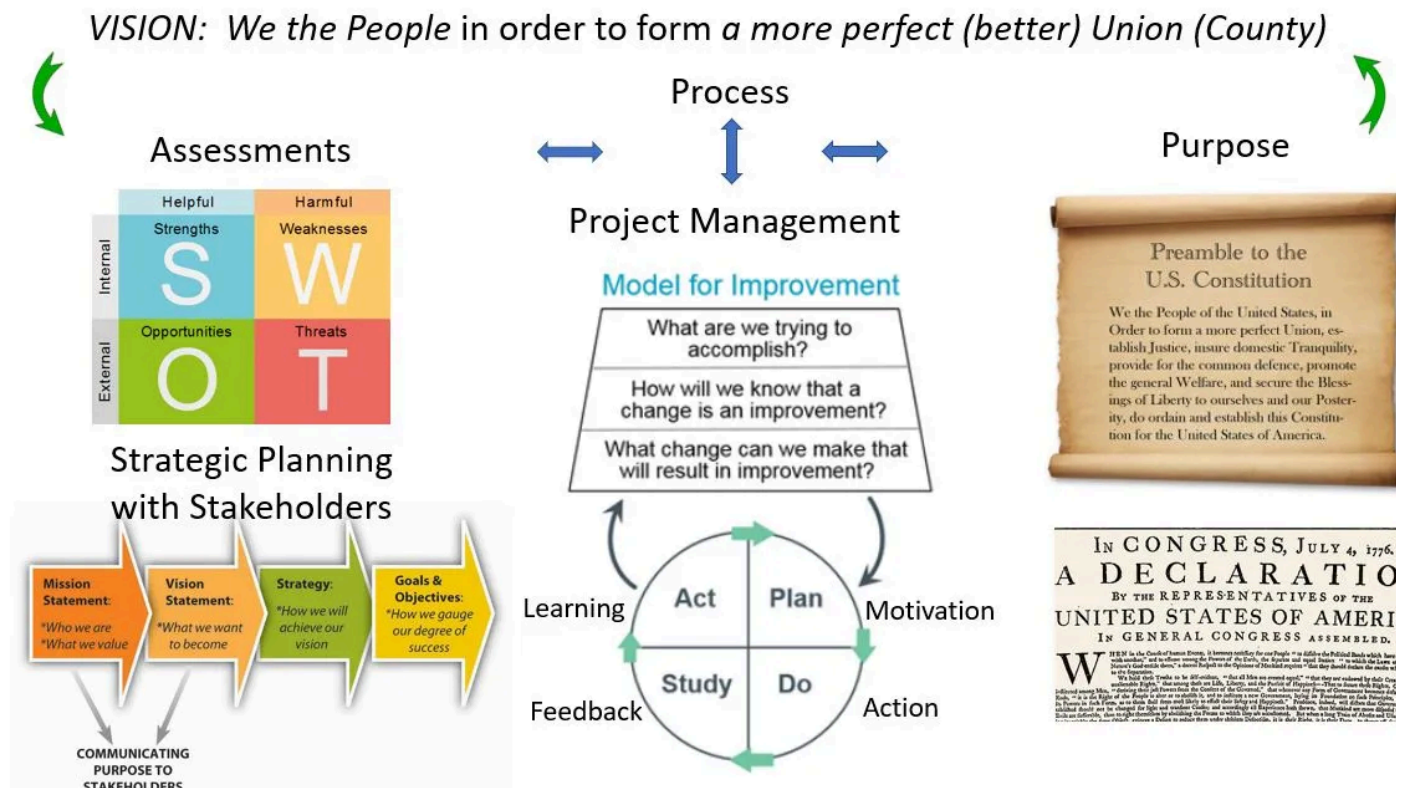 VISION: We the People in order to form a more perfect (better) Union (County)
Process
Assessments
Purpose
Project Management
Helpful
Harmful
Internal
Strengths
Weaknesses
S
W
External
Opportunities
Threats
O
T
Strategic Planning
with Stakeholders
Mission
Statement:
*Who we are
*What we value
Vision
Statement:
*What we want
to become
Strategy:
*How we will
achieve our
vision
Goals &
Objectives:
*How we gauge
our degree of
success
COMMUNICATING
PURPOSE TO
STAKEHOLDERS
Model for Improvement
What are we trying to
accomplish?
How will we know that a
change is an improvement?
What change can we make that
will result in improvement?
Act
Plan
Study
Do
Learning
Motivation
Feedback
Action
Preamble to the
U.S. Constitution
We the People of the United States, in
Order to form a more perfect Union, es-
tablish Justice, insure domestic Tranquility,
provide for the common defence, promote
the general Welfare, and secure the Bless-
ings of Liberty to ourselves and our Poster-
ity, do ordain and establish this Constitu-
tion for the United States of America.
IN CONGRESS, JULY 4, 1776.
A DECLARATIO
BY THE REPRESENTATIVES OF THE
UNITED STATES OF AMERI
IN GENERAL CONGRESS ASSEMBLED.